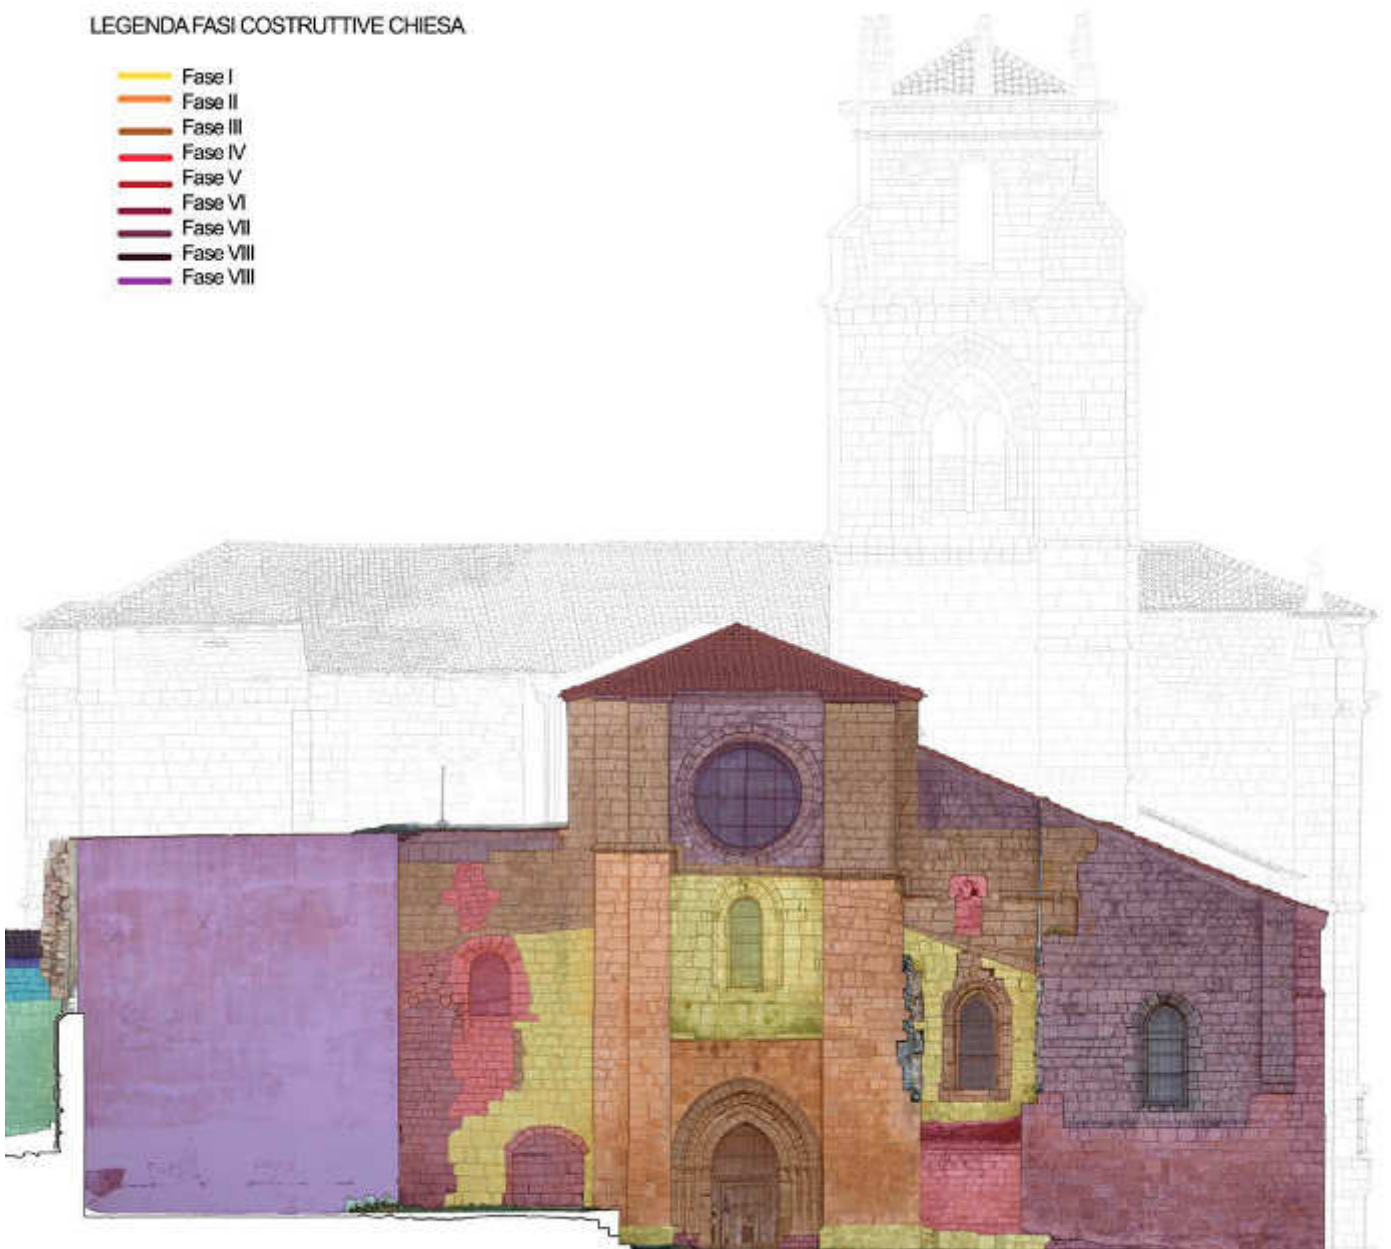 LEGENDA FASI COSTRUTTIVE CHIESA
Fase I
Fase II
Fase III
Fase IV
Fase V
Fase VI
Fase VII
Fase VIII
Fase VIII